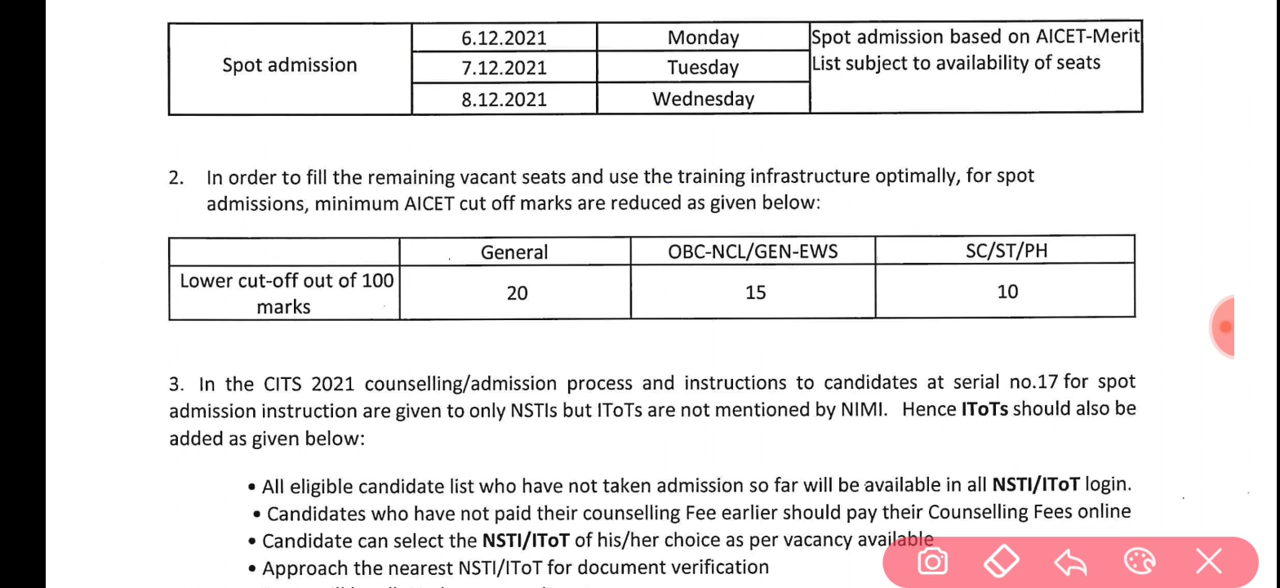 Spot admission
6.12.2021 Monday Spot admission based on AICET-Merit
7.12.2021 Tuesday List subject to availability of seats
8.12.2021 Wednesday
2. In order to fill the remaining vacant seats and use the training infrastructure optimally, for spot
admissions, minimum AICET cut off marks are reduced as given below:
General OBC-NCL/GEN-EWS SC/ST/PH
Lower cut-off out of 100
marks 20 15 10
3. In the CITS 2021 counselling/admission process and instructions to candidates at serial no.17 for spot
admission instruction are given to only NSTIs but IToTs are not mentioned by NIMI. Hence IToTs should also be
added as given below:
• All eligible candidate list who have not taken admission so far will be available in all NSTI/IToT login.
• Candidates who have not paid their counselling Fee earlier should pay their Counselling Fees online
• Candidate can select the NSTI/IToT of his/her choice as per vacancy available
• Approach the nearest NSTI/IToT for document verification